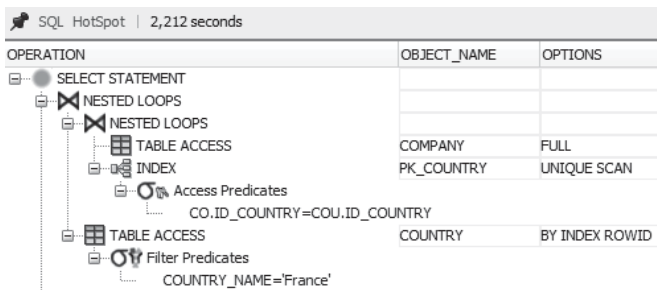 SQL HotSpot | 2,212 seconds
OPERATION OBJECT_NAME OPTIONS
SELECT STATEMENT
NESTED LOOPS
NESTED LOOPS
TABLE ACCESS COMPANY FULL
INDEX PK_COUNTRY UNIQUE SCAN
Access Predicates
CO.ID_COUNTRY=COU.ID_COUNTRY
TABLE ACCESS COUNTRY BY INDEX ROWID
Filter Predicates
COUNTRY_NAME='France'